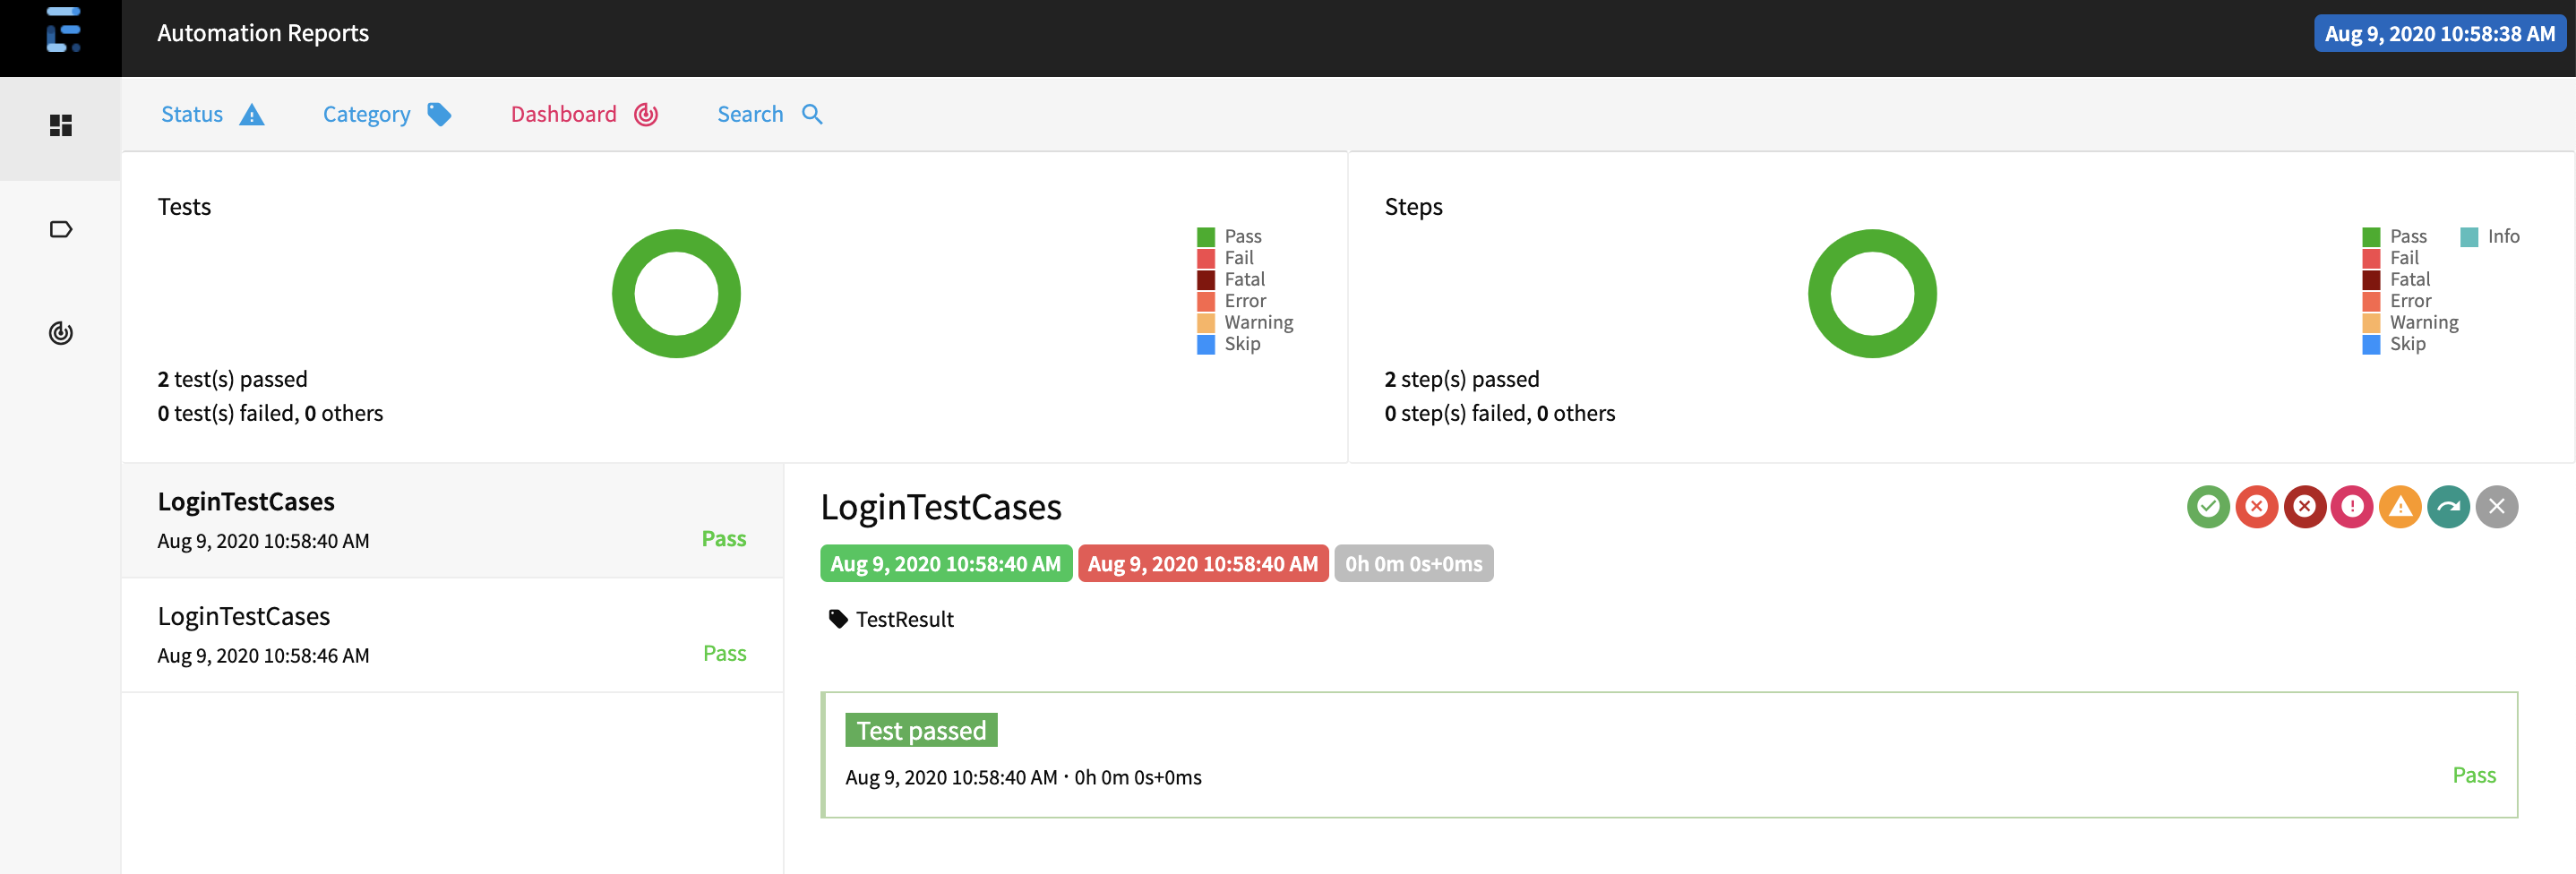 Automation Reports
Aug 9, 2020 10:58:38 AM
Status Category Dashboard Search
Tests
Pass
Fail
Fatal
Error
Warning
Skip
2 test(s) passed
0 test(s) failed, 0 others
Steps
Pass Info
Fail
Fatal
Error
Warning
Skip
2 step(s) passed
0 step(s) failed, 0 others
LoginTestCases
Aug 9, 2020 10:58:40 AM Pass
LoginTestCases
Aug 9, 2020 10:58:46 AM Pass
LoginTestCases
Aug 9, 2020 10:58:40 AM Aug 9, 2020 10:58:40 AM 0h 0m 0s+0ms
TestResult
Test passed
Aug 9, 2020 10:58:40 AM · 0h 0m 0s+0ms Pass